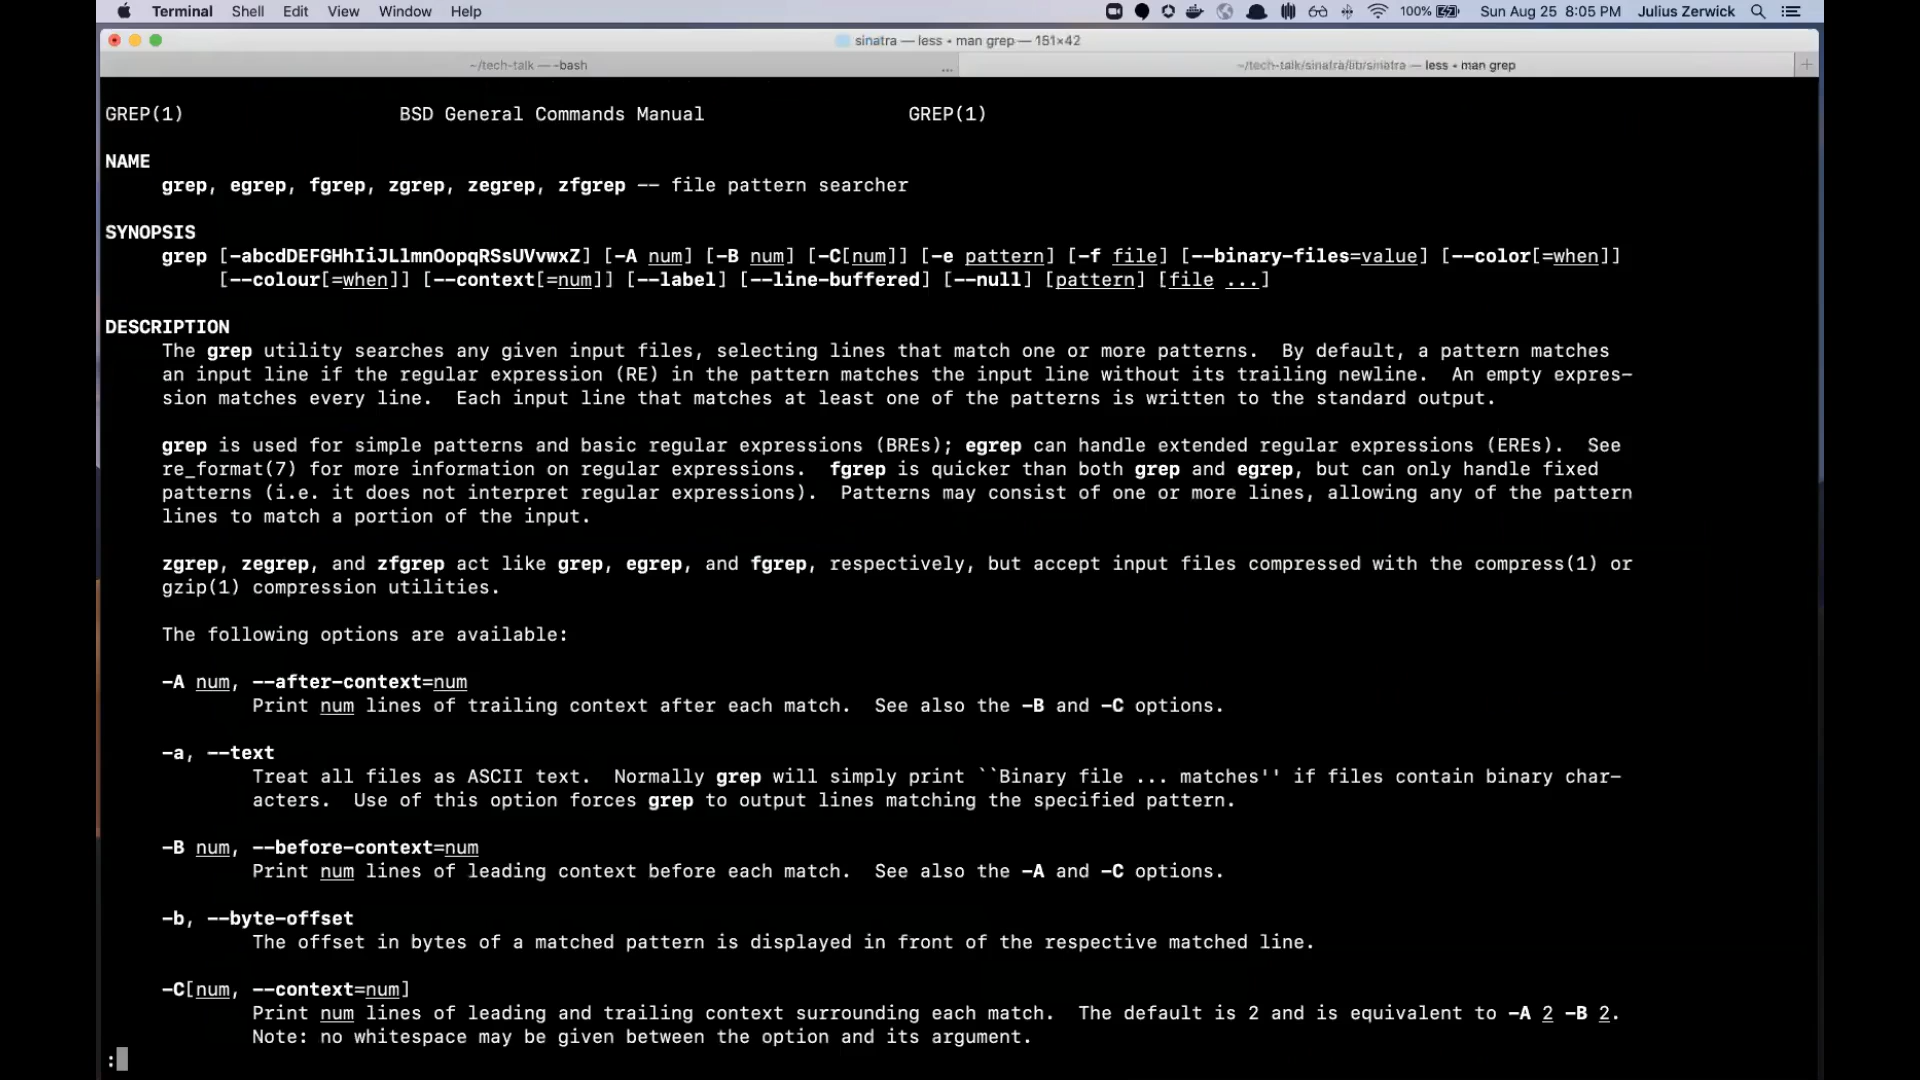 Terminal Shell Edit View Window Help 100% Sun Aug 25 8:05 PM Julius Zerwick
sinatra — less • man grep — 151×42
~/tech-talk — -bash ... ~/tech-talk/sinatra/lib/sinatra — less • man grep +
GREP(1) BSD General Commands Manual GREP(1)
NAME
grep, egrep, fgrep, zgrep, zegrep, zfgrep -- file pattern searcher
SYNOPSIS
grep [-abcdDEFGHhIiJLlmnOopqRSsUVvwxZ] [-A num] [-B num] [-C[num]] [-e pattern] [-f file] [--binary-files=value] [--color[=when]]
[--colour[=when]] [--context[=num]] [--label] [--line-buffered] [--null] [pattern] [file ...]
DESCRIPTION
The grep utility searches any given input files, selecting lines that match one or more patterns.  By default, a pattern matches
an input line if the regular expression (RE) in the pattern matches the input line without its trailing newline.  An empty expres-
sion matches every line.  Each input line that matches at least one of the patterns is written to the standard output.
grep is used for simple patterns and basic regular expressions (BREs); egrep can handle extended regular expressions (EREs).  See
re_format(7) for more information on regular expressions.  fgrep is quicker than both grep and egrep, but can only handle fixed
patterns (i.e. it does not interpret regular expressions).  Patterns may consist of one or more lines, allowing any of the pattern
lines to match a portion of the input.
zgrep, zegrep, and zfgrep act like grep, egrep, and fgrep, respectively, but accept input files compressed with the compress(1) or
gzip(1) compression utilities.
The following options are available:
-A num, --after-context=num
Print num lines of trailing context after each match.  See also the -B and -C options.
-a, --text
Treat all files as ASCII text.  Normally grep will simply print ``Binary file ... matches'' if files contain binary char-
acters.  Use of this option forces grep to output lines matching the specified pattern.
-B num, --before-context=num
Print num lines of leading context before each match.  See also the -A and -C options.
-b, --byte-offset
The offset in bytes of a matched pattern is displayed in front of the respective matched line.
-C[num, --context=num]
Print num lines of leading and trailing context surrounding each match.  The default is 2 and is equivalent to -A 2 -B 2.
Note: no whitespace may be given between the option and its argument.
: